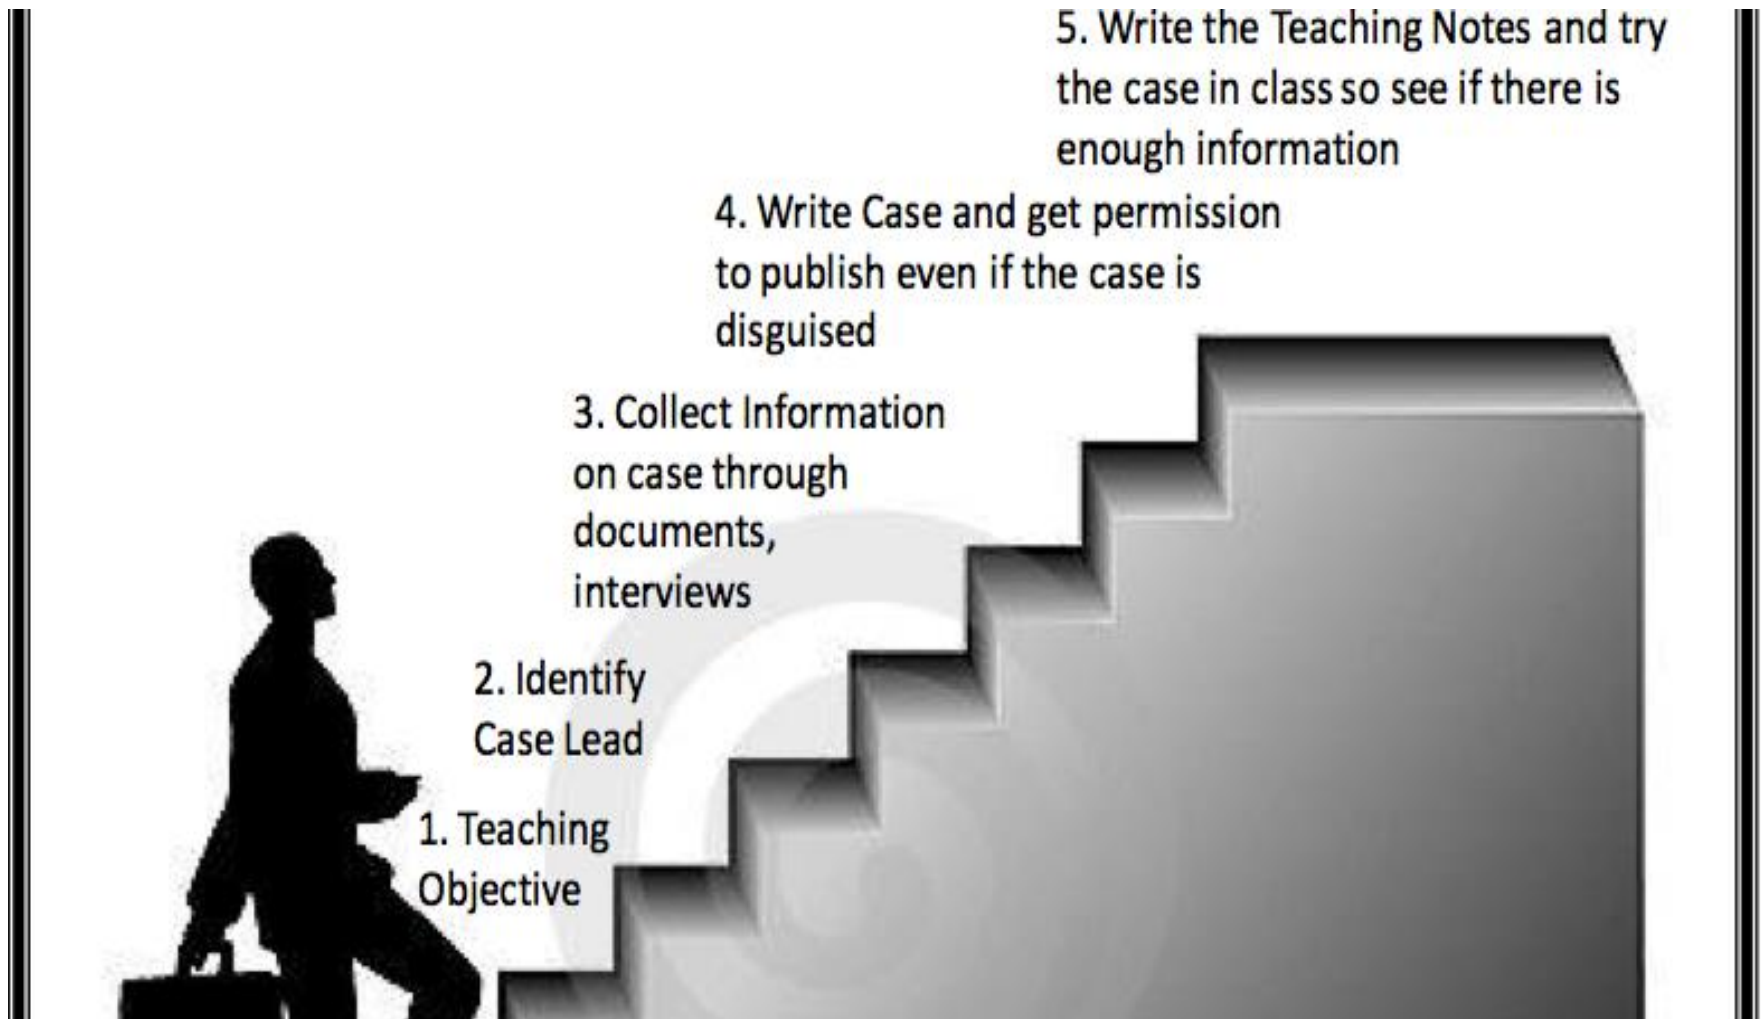 5. Write the Teaching Notes and try
the case in class so see if there is
enough information
4. Write Case and get permission
to publish even if the case is
disguised
3. Collect Information
on case through
documents,
interviews
2. Identify
Case Lead
1. Teaching
Objective